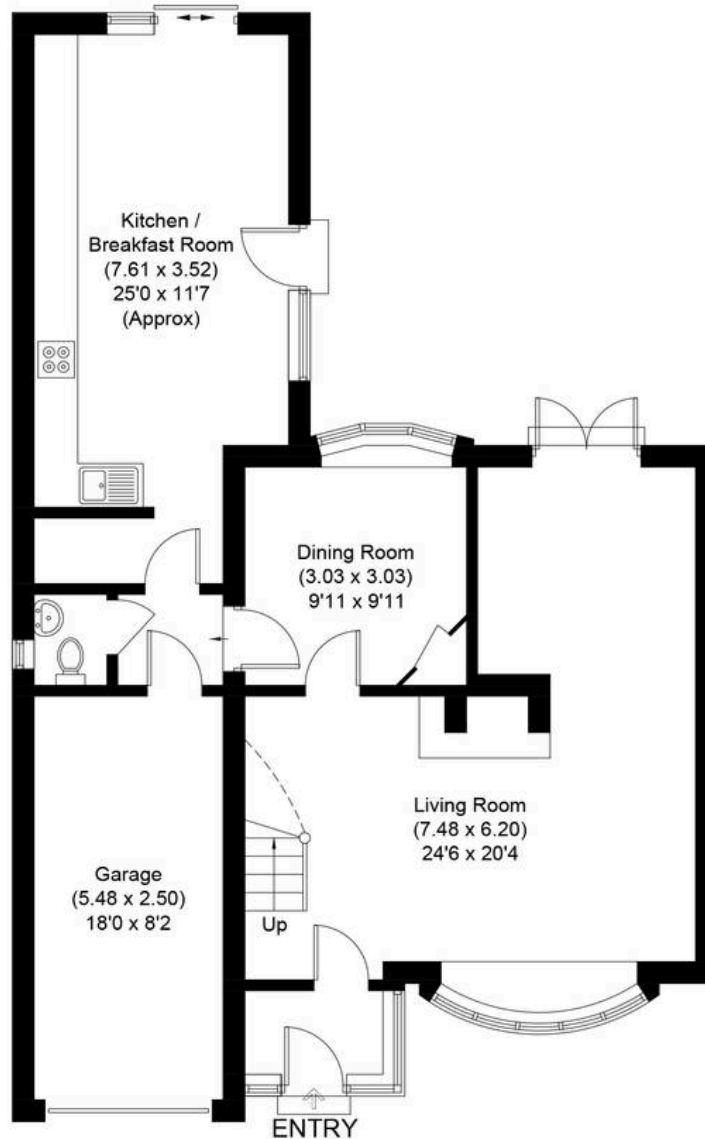 Kitchen /
Breakfast Room
(7.61 x 3.52)
25'0 x 11'7
(Approx)
Dining Room
(3.03 x 3.03)
9'11 x 9'11
Living Room
(7.48 x 6.20)
24'6 x 20'4
Garage
(5.48 x 2.50)
18'0 x 8'2
Up
ENTRY